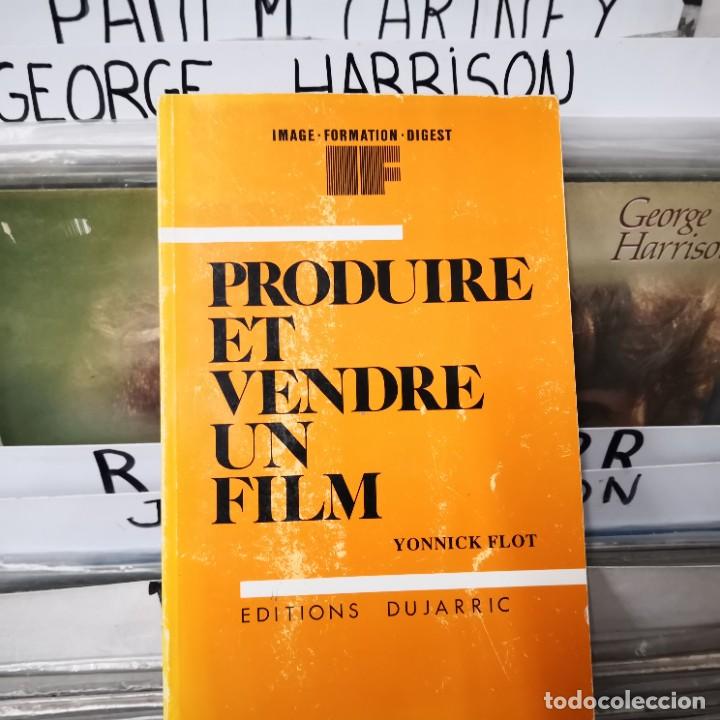 PAUL McCARTNEY
GEORGE HARRISON
IMAGE·FORMATION·DIGEST
IF
George
Harrison
PRODUIRE
ET
VENDRE
UN
FILM
YONNICK FLOT
EDITIONS DUJARRIC
todocoleccion